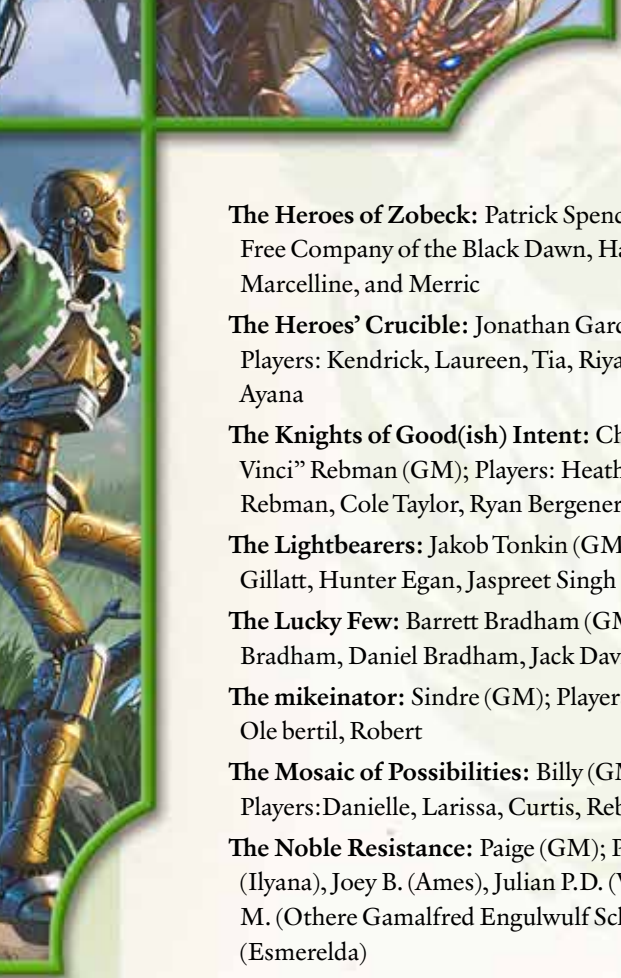 The Heroes of Zobeck: Patrick Spenc
Free Company of the Black Dawn, Ha
Marcelline, and Merric
The Heroes' Crucible: Jonathan Gard
Players: Kendrick, Laureen, Tia, Riya
Ayana
The Knights of Good(ish) Intent: Ch
Vinci” Rebman (GM); Players: Heath
Rebman, Cole Taylor, Ryan Bergener
The Lightbearers: Jakob Tonkin (GM
Gillatt, Hunter Egan, Jaspreet Singh
The Lucky Few: Barrett Bradham (GM
Bradham, Daniel Bradham, Jack Dav
The mikeinator: Sindre (GM); Player
Ole bertil, Robert
The Mosaic of Possibilities: Billy (GM
Players:Danielle, Larissa, Curtis, Reb
The Noble Resistance: Paige (GM); P
(Ilyana), Joey B. (Ames), Julian P.D. (V
M. (Othere Gamalfred Engulwulf Scl
(Esmerelda)